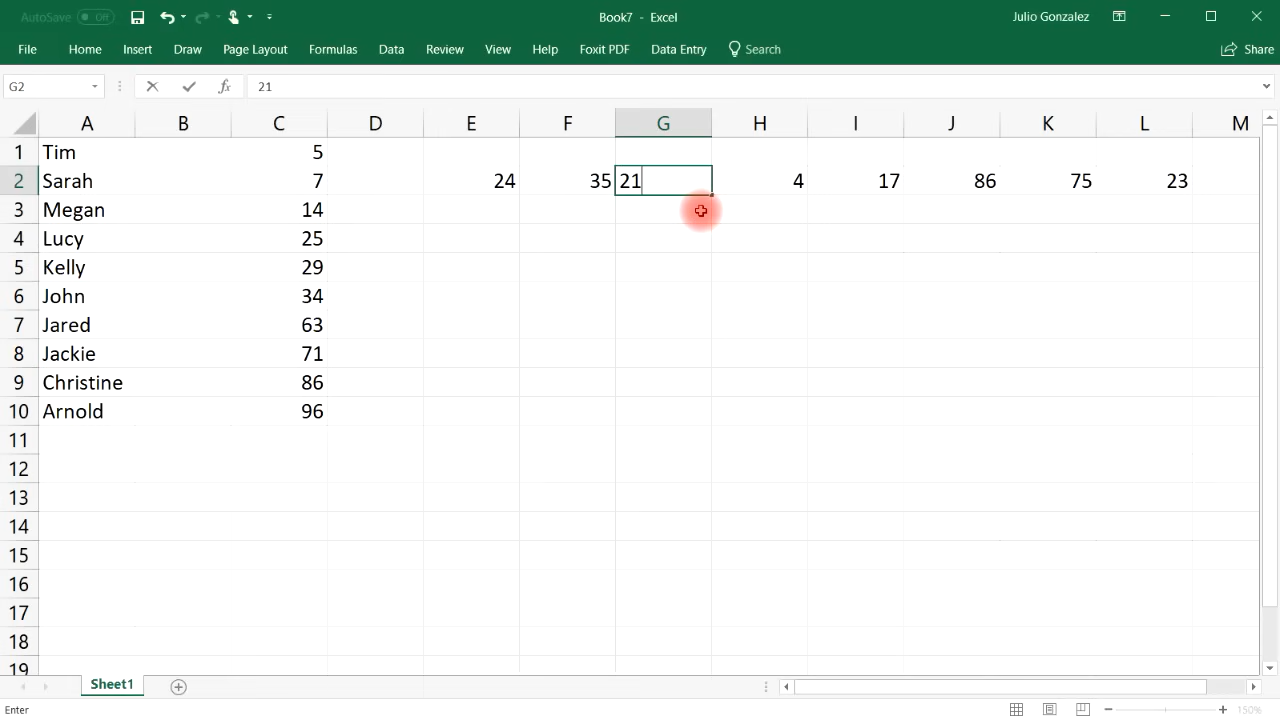 AutoSave Off Book7 - Excel Julio Gonzalez
File Home Insert Draw Page Layout Formulas Data Review View Help Foxit PDF Data Entry Search Share
G2 fx 21
A B C D E F G H I J K L M
1 Tim 5
2 Sarah 7 24 35 21 4 17 86 75 23
3 Megan 14
4 Lucy 25
5 Kelly 29
6 John 34
7 Jared 63
8 Jackie 71
9 Christine 86
10 Arnold 96
11
12
13
14
15
16
17
18
19
Sheet1
Enter 150%